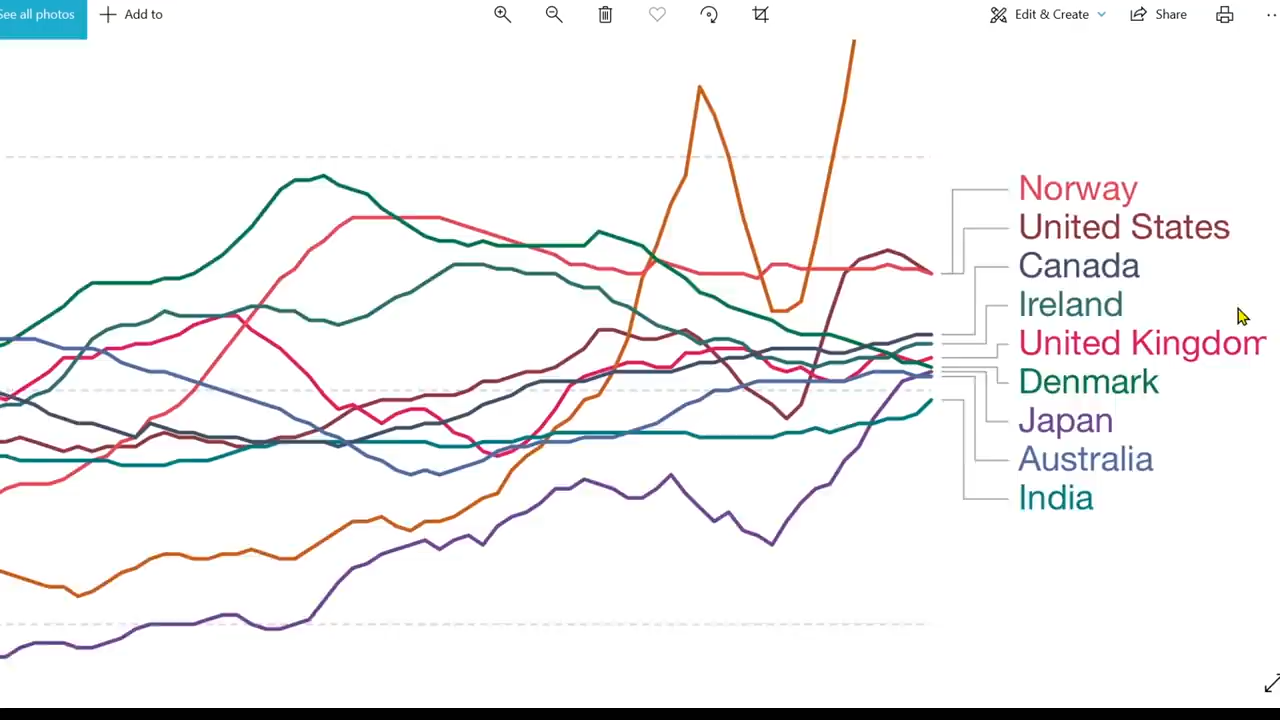 See all photos
Add to
Edit & Create
Share
Norway
United States
Canada
Ireland
United Kingdom
Denmark
Japan
Australia
India